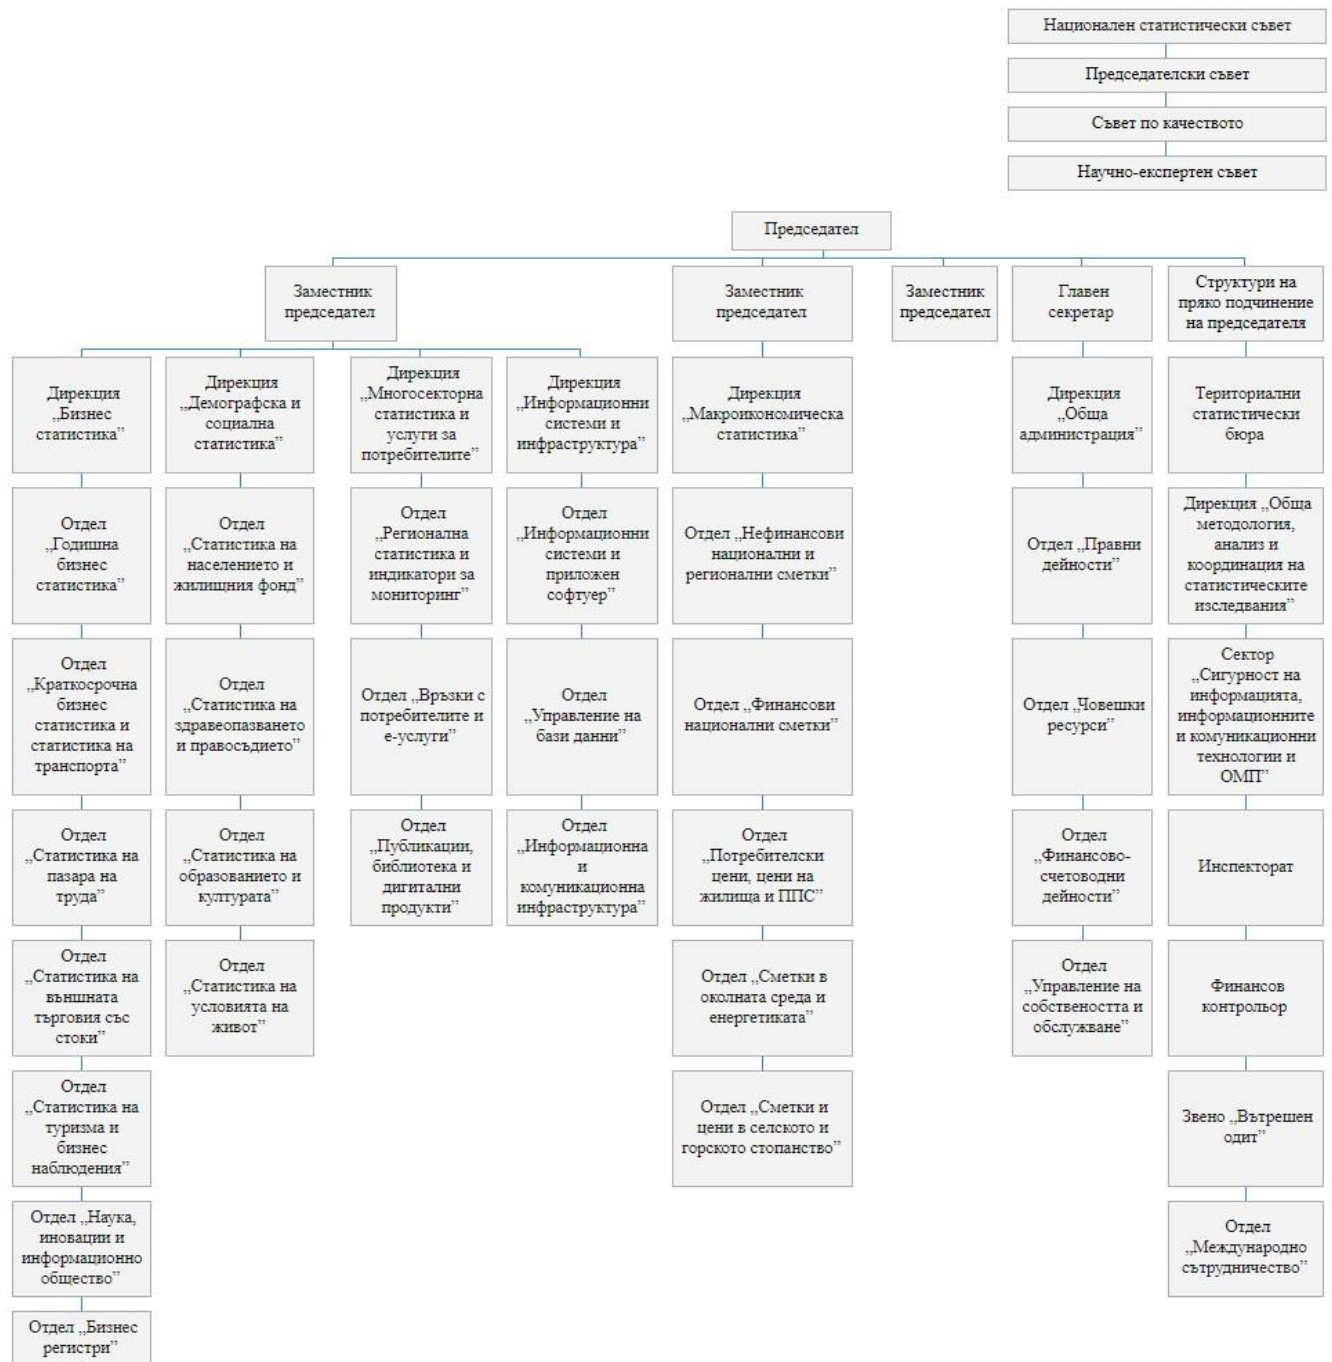 Национален статистически съвет
Председателски съвет
Съвет по качеството
Научно-експертен съвет
Председател
Заместник
председател
Заместник
председател
Заместник
председател
Главен
секретар
Структури на
пряко подчинение
на председателя
Дирекция
„Бизнес
статистика”
Отдел
„Годишна
бизнес
статистика”
Отдел
„Краткосрочна
бизнес
статистика и
статистика на
транспорта”
Отдел
„Статистика на
пазара на
труда”
Отдел
„Статистика на
външната
търговия със
стоки”
Отдел
„Статистика на
туризма и
бизнес
наблюдения”
Отдел „Наука,
иновации и
информационно
общество”
Отдел „Бизнес
регистри”
Дирекция
„Демографска и
социална
статистика”
Отдел
„Статистика на
населението и
жилищния фонд”
Отдел
„Статистика на
здравеопазването
и правосъдието”
Отдел
„Статистика на
образованието и
културата”
Отдел
„Статистика на
условията на
живот”
Дирекция
„Многосекторна
статистика и
услуги за
потребителите”
Отдел
„Регионална
статистика и
индикатори за
мониторинг”
Отдел „Връзки с
потребителите и
е-услуги”
Отдел
„Публикации,
библиотека и
дигитални
продукти”
Дирекция
„Информационни
системи и
инфраструктура”
Отдел
„Информационни
системи и
приложен
софтуер”
Отдел
„Управление на
бази данни”
Отдел
„Информационна
и
комуникационна
инфраструктура”
Дирекция
„Макроикономическа
статистика”
Отдел „Нефинансови
национални и
регионални сметки”
Отдел „Финансови
национални сметки”
Отдел
„Потребителски
цени, цени на
жилища и ППС”
Отдел „Сметки в
околната среда и
енергетиката”
Отдел „Сметки и
цени в селското и
горското стопанство”
Дирекция
„Обща
администрация”
Отдел „Правни
дейности”
Отдел „Човешки
ресурси”
Отдел
„Финансово-
счетоводни
дейности”
Отдел
„Управление на
собствеността и
обслужване”
Териториални
статистически
бюра
Дирекция „Обща
методология,
анализ и
координация на
статистическите
изследвания”
Сектор
„Сигурност на
информацията,
информационните
и комуникационни
технологии и
ОМП”
Инспекторат
Финансов
контрольор
Звено „Вътрешен
одит”
Отдел
„Международно
сътрудничество”